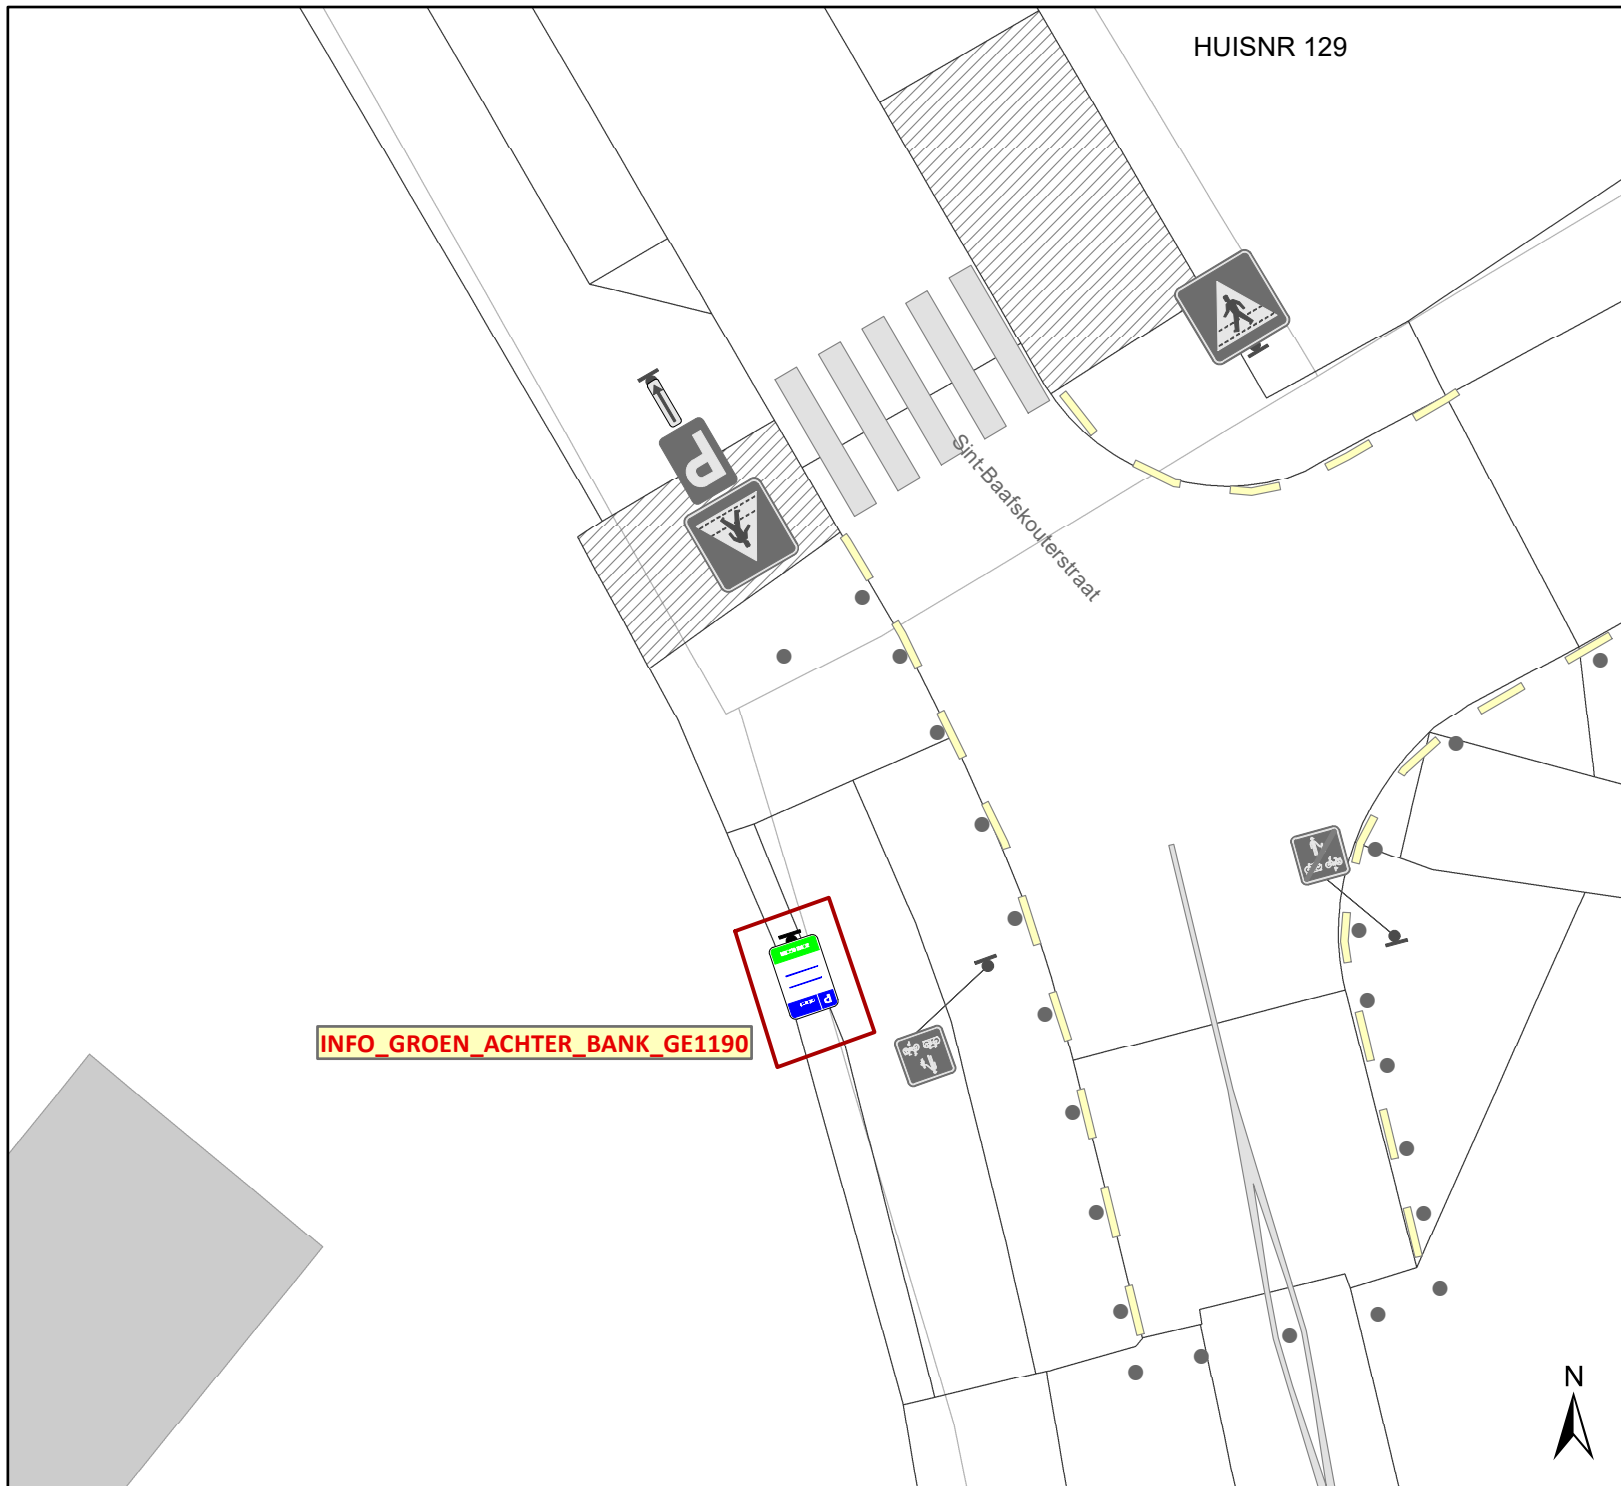 HUISNR 129
P
Sint-Baafskouterstraat
P
INFO_GROEN_ACHTER_BANK_GE1190
N